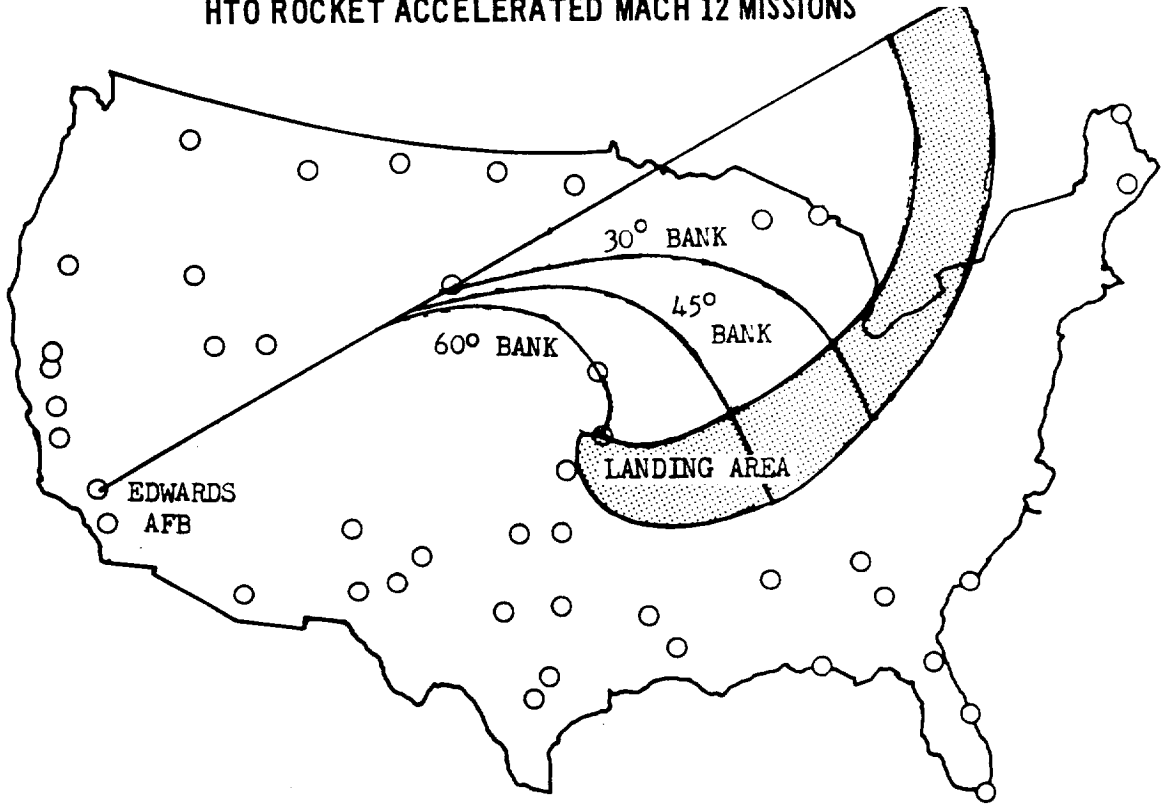 HTO ROCKET ACCELERATED MACH 12 MISSIONS
30° BANK
45°
BANK
60° BANK
LANDING AREA
EDWARDS
AFB